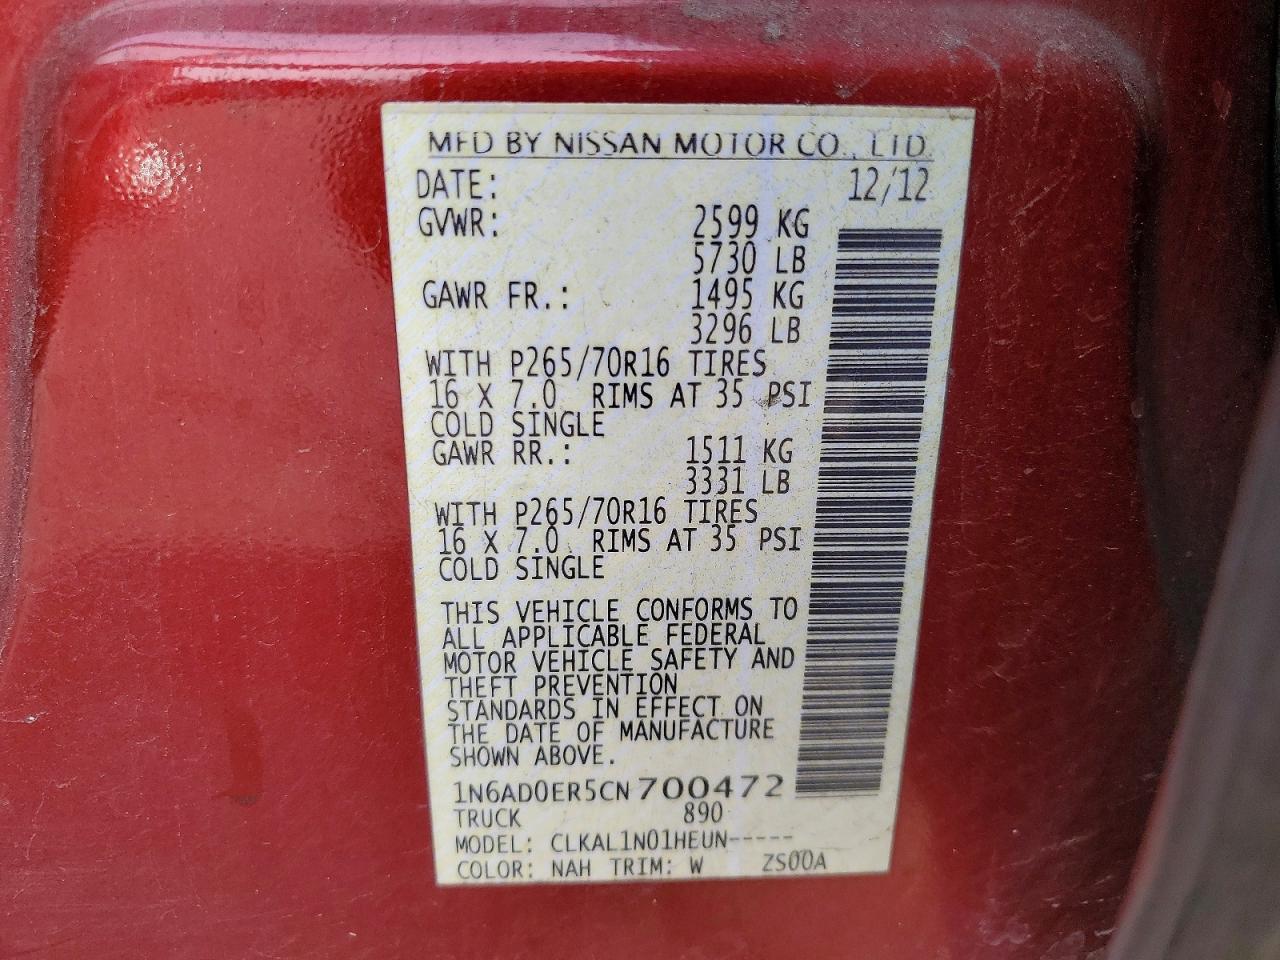 MFD BY NISSAN MOTOR CO., LTD.
DATE: 12/12
GVWR: 2599 KG
5730 LB
GAWR FR.: 1495 KG
3296 LB
WITH P265/70R16 TIRES
16 X 7.0 RIMS AT 35 PSI
COLD SINGLE
GAWR RR.: 1511 KG
3331 LB
WITH P265/70R16 TIRES
16 X 7.0 RIMS AT 35 PSI
COLD SINGLE
THIS VEHICLE CONFORMS TO
ALL APPLICABLE FEDERAL
MOTOR VEHICLE SAFETY AND
THEFT PREVENTION
STANDARDS IN EFFECT ON
THE DATE OF MANUFACTURE
SHOWN ABOVE.
1N6AD0ER5CN700472
TRUCK 890
MODEL: CLKAL1N01HEUN-----
COLOR: NAH TRIM: W ZS00A